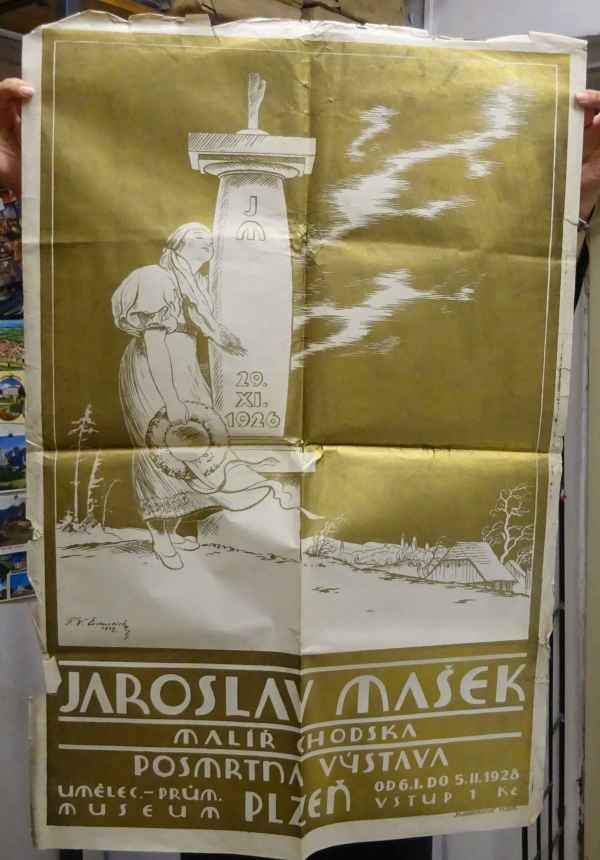 J
M
29.
XI.
1926
JAROSLAV MAŠEK
MALÍŘ CHODSKA
POSMRTNÁ VÝSTAVA
UMĚLEC.-PRŮM.
MUSEUM
PLZEŇ
OD 6.I. DO 5.II.1928
VSTUP 1 Kč